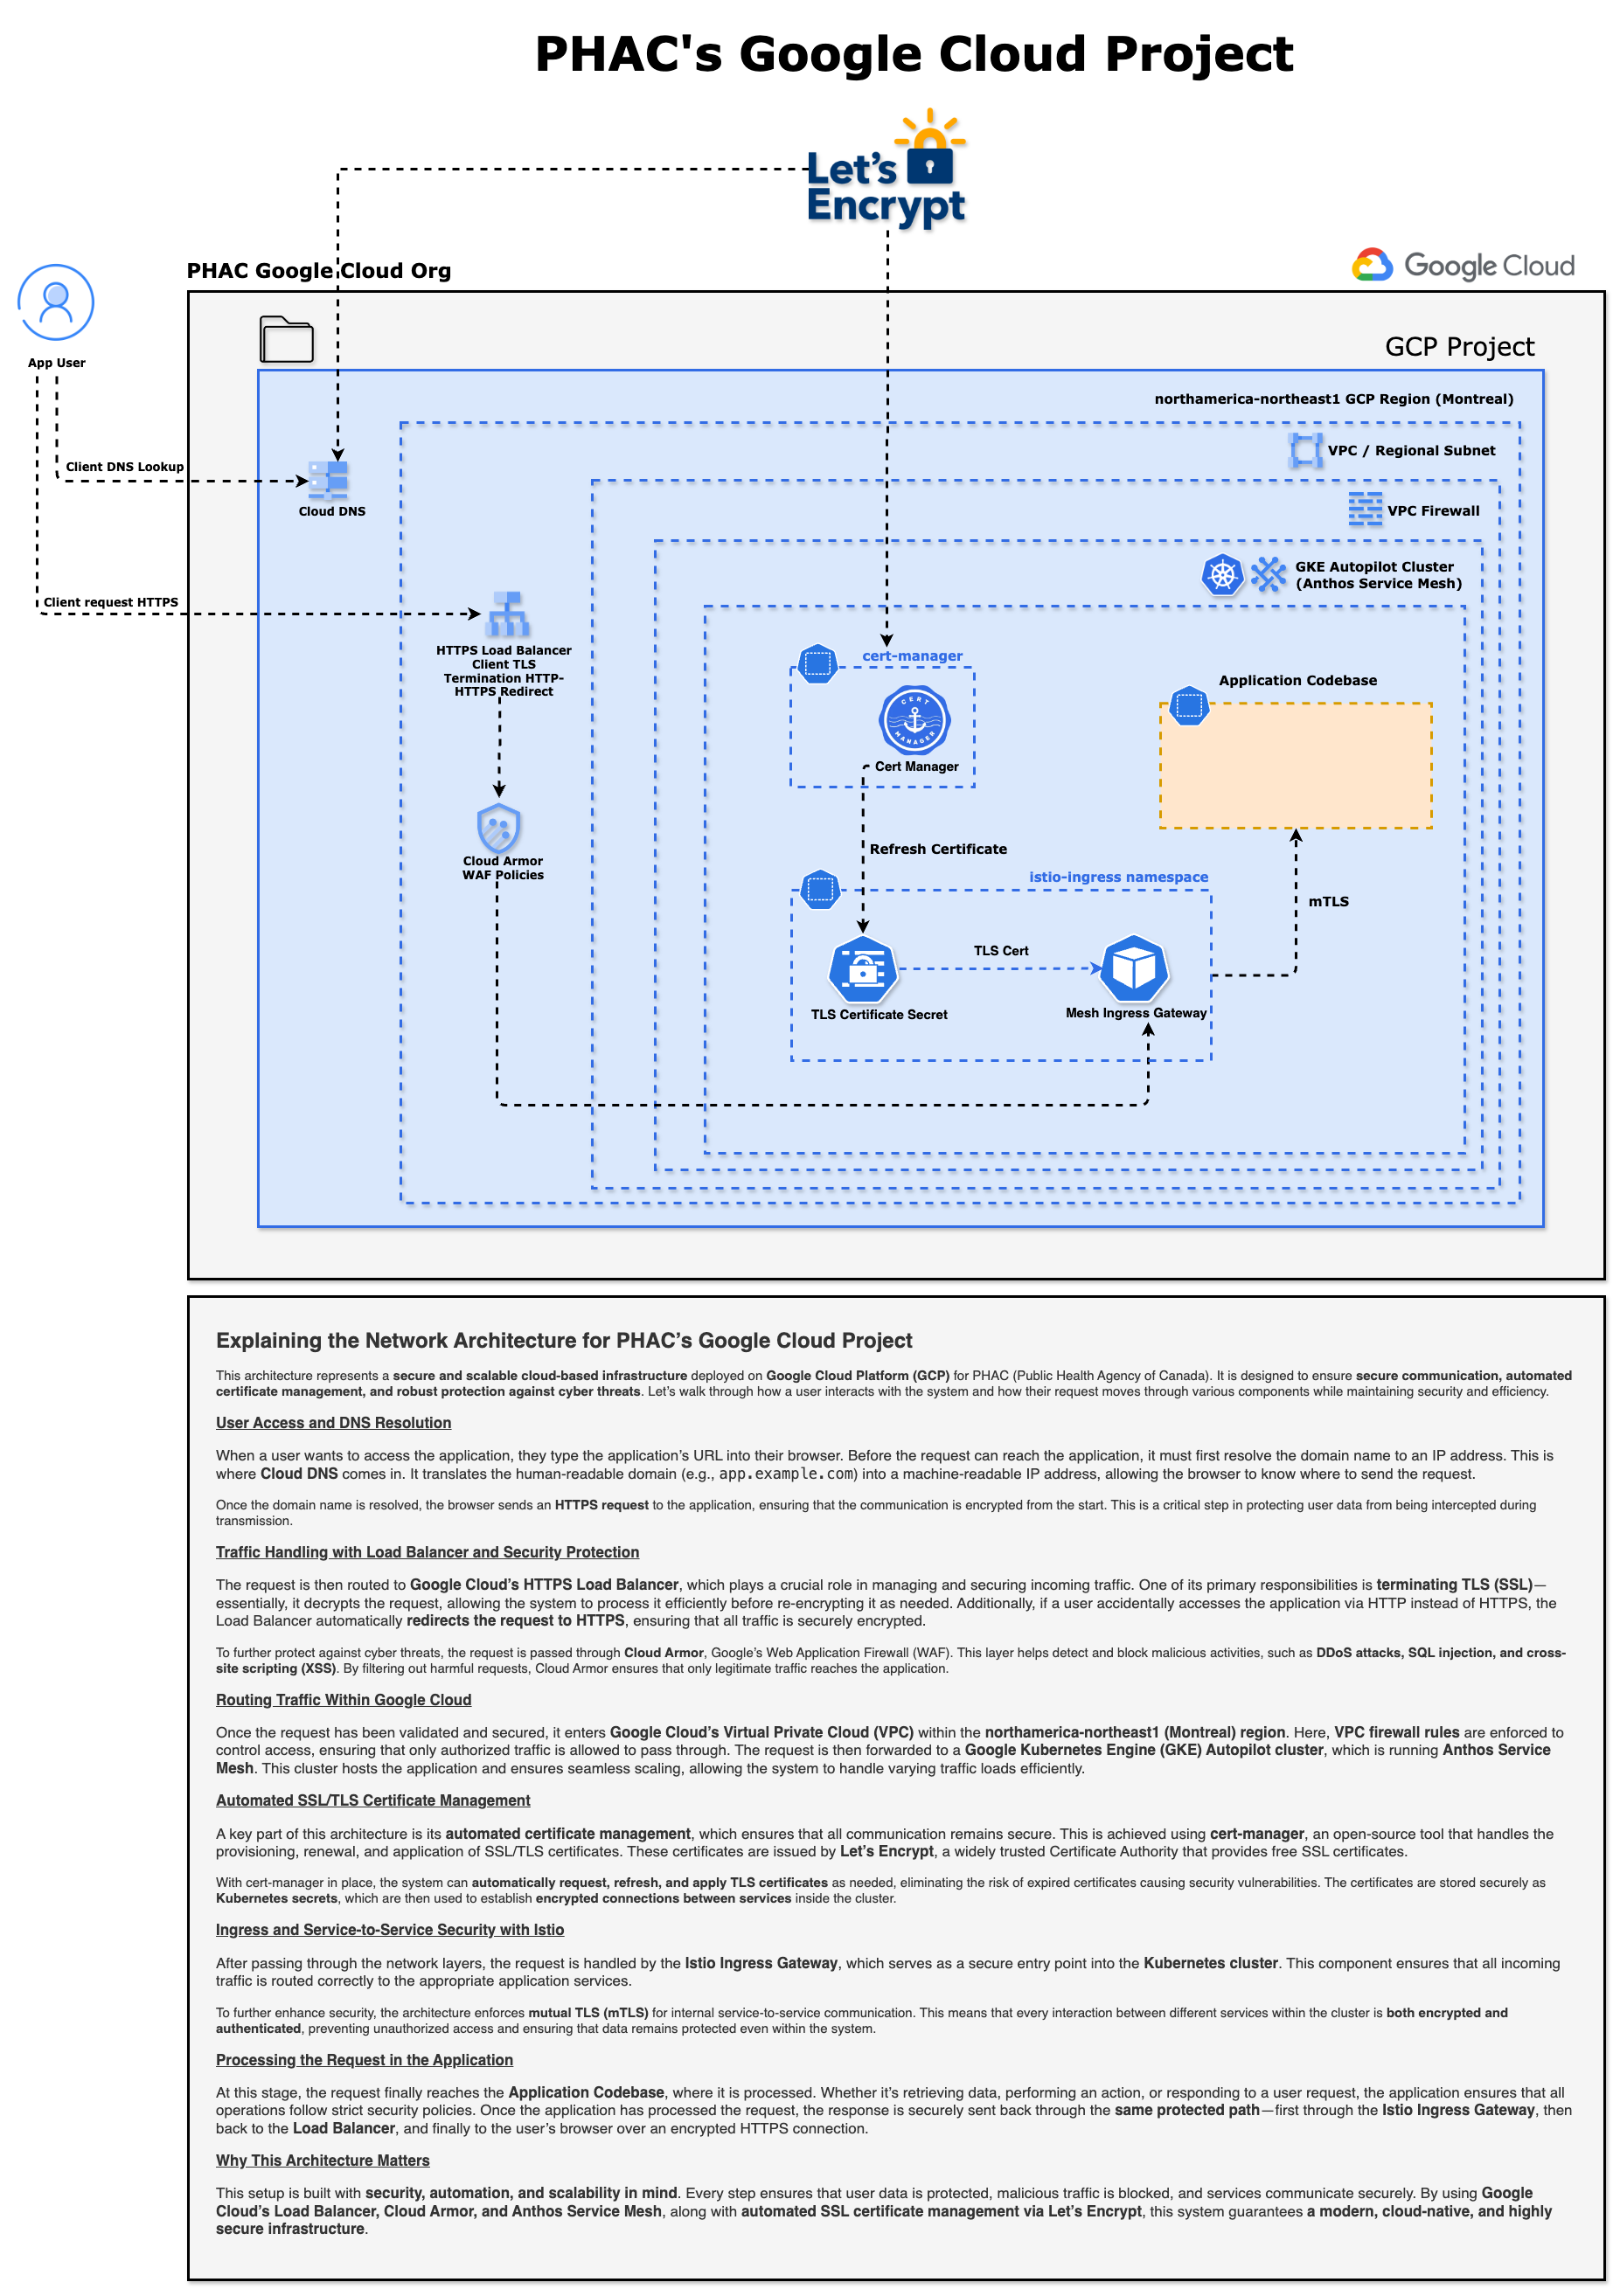 PHAC's Google Cloud Project
Let's
Encrypt
PHAC Google Cloud Org
Google Cloud
App User
GCP Project
northamerica-northeast1 GCP Region (Montreal)
VPC / Regional Subnet
Client DNS Lookup
Cloud DNS
VPC Firewall
GKE Autopilot Cluster
(Anthos Service Mesh)
Client request HTTPS
HTTPS Load Balancer
Client TLS
Termination HTTP-
HTTPS Redirect
cert-manager
Application Codebase
CERT
MANAGER
Cert Manager
Cloud Armor
WAF Policies
Refresh Certificate
istio-ingress namespace
mTLS
TLS Cert
TLS Certificate Secret
Mesh Ingress Gateway
Explaining the Network Architecture for PHAC’s Google Cloud Project
This architecture represents a secure and scalable cloud-based infrastructure deployed on Google Cloud Platform (GCP) for PHAC (Public Health Agency of Canada). It is designed to ensure secure communication, automated
certificate management, and robust protection against cyber threats. Let’s walk through how a user interacts with the system and how their request moves through various components while maintaining security and efficiency.
User Access and DNS Resolution
When a user wants to access the application, they type the application’s URL into their browser. Before the request can reach the application, it must first resolve the domain name to an IP address. This is
where Cloud DNS comes in. It translates the human-readable domain (e.g., app.example.com) into a machine-readable IP address, allowing the browser to know where to send the request.
Once the domain name is resolved, the browser sends an HTTPS request to the application, ensuring that the communication is encrypted from the start. This is a critical step in protecting user data from being intercepted during
transmission.
Traffic Handling with Load Balancer and Security Protection
The request is then routed to Google Cloud’s HTTPS Load Balancer, which plays a crucial role in managing and securing incoming traffic. One of its primary responsibilities is terminating TLS (SSL)—
essentially, it decrypts the request, allowing the system to process it efficiently before re-encrypting it as needed. Additionally, if a user accidentally accesses the application via HTTP instead of HTTPS, the
Load Balancer automatically redirects the request to HTTPS, ensuring that all traffic is securely encrypted.
To further protect against cyber threats, the request is passed through Cloud Armor, Google’s Web Application Firewall (WAF). This layer helps detect and block malicious activities, such as DDoS attacks, SQL injection, and cross-
site scripting (XSS). By filtering out harmful requests, Cloud Armor ensures that only legitimate traffic reaches the application.
Routing Traffic Within Google Cloud
Once the request has been validated and secured, it enters Google Cloud’s Virtual Private Cloud (VPC) within the northamerica-northeast1 (Montreal) region. Here, VPC firewall rules are enforced to
control access, ensuring that only authorized traffic is allowed to pass through. The request is then forwarded to a Google Kubernetes Engine (GKE) Autopilot cluster, which is running Anthos Service
Mesh. This cluster hosts the application and ensures seamless scaling, allowing the system to handle varying traffic loads efficiently.
Automated SSL/TLS Certificate Management
A key part of this architecture is its automated certificate management, which ensures that all communication remains secure. This is achieved using cert-manager, an open-source tool that handles the
provisioning, renewal, and application of SSL/TLS certificates. These certificates are issued by Let’s Encrypt, a widely trusted Certificate Authority that provides free SSL certificates.
With cert-manager in place, the system can automatically request, refresh, and apply TLS certificates as needed, eliminating the risk of expired certificates causing security vulnerabilities. The certificates are stored securely as
Kubernetes secrets, which are then used to establish encrypted connections between services inside the cluster.
Ingress and Service-to-Service Security with Istio
After passing through the network layers, the request is handled by the Istio Ingress Gateway, which serves as a secure entry point into the Kubernetes cluster. This component ensures that all incoming
traffic is routed correctly to the appropriate application services.
To further enhance security, the architecture enforces mutual TLS (mTLS) for internal service-to-service communication. This means that every interaction between different services within the cluster is both encrypted and
authenticated, preventing unauthorized access and ensuring that data remains protected even within the system.
Processing the Request in the Application
At this stage, the request finally reaches the Application Codebase, where it is processed. Whether it’s retrieving data, performing an action, or responding to a user request, the application ensures that all
operations follow strict security policies. Once the application has processed the request, the response is securely sent back through the same protected path—first through the Istio Ingress Gateway, then
back to the Load Balancer, and finally to the user’s browser over an encrypted HTTPS connection.
Why This Architecture Matters
This setup is built with security, automation, and scalability in mind. Every step ensures that user data is protected, malicious traffic is blocked, and services communicate securely. By using Google
Cloud’s Load Balancer, Cloud Armor, and Anthos Service Mesh, along with automated SSL certificate management via Let’s Encrypt, this system guarantees a modern, cloud-native, and highly
secure infrastructure.